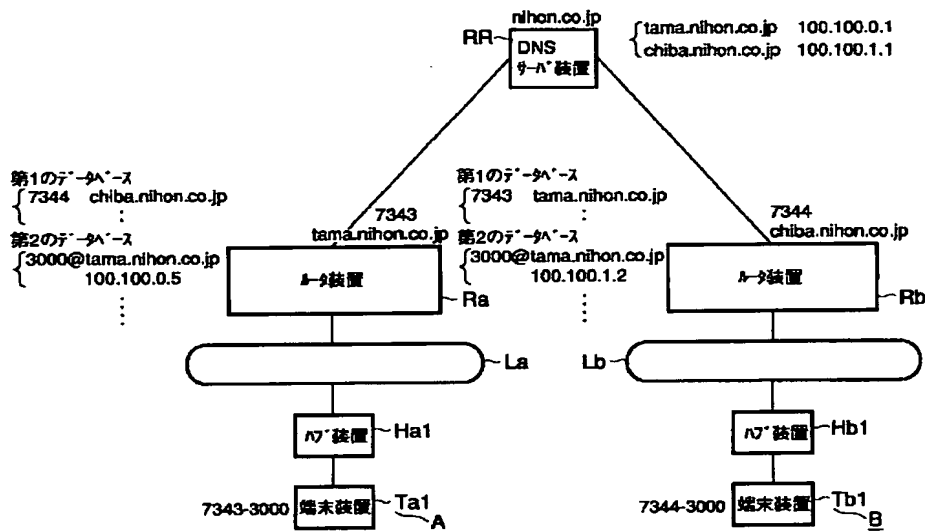 nihon.co.jp
RR
DNS
サーバ装置
tama.nihon.co.jp 100.100.0.1
chiba.nihon.co.jp 100.100.1.1
第1のデータベース
7344 chiba.nihon.co.jp
第2のデータベース
3000@tama.nihon.co.jp
100.100.0.5
7343
tama.nihon.co.jp
ルータ装置
Ra
第1のデータベース
7343 tama.nihon.co.jp
第2のデータベース
3000@tama.nihon.co.jp
100.100.1.2
7344
chiba.nihon.co.jp
ルータ装置
Rb
La
Lb
ハブ装置
Ha1
ハブ装置
Hb1
7343-3000
端末装置
Ta1
A
7344-3000
端末装置
Tb1
B